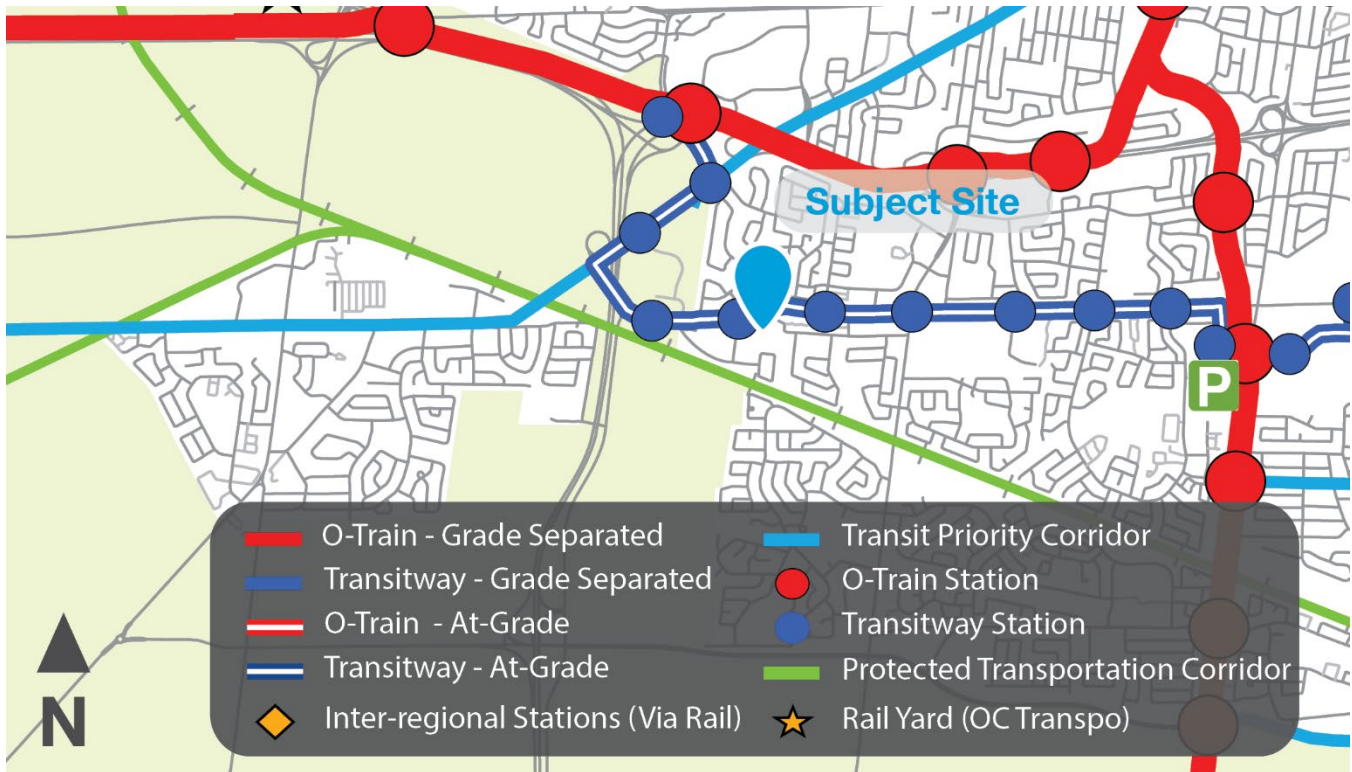 Subject Site
P
O-Train - Grade Separated
Transitway - Grade Separated
O-Train - At-Grade
Transitway - At-Grade
Inter-regional Stations (Via Rail)
Transit Priority Corridor
O-Train Station
Transitway Station
Protected Transportation Corridor
Rail Yard (OC Transpo)
N